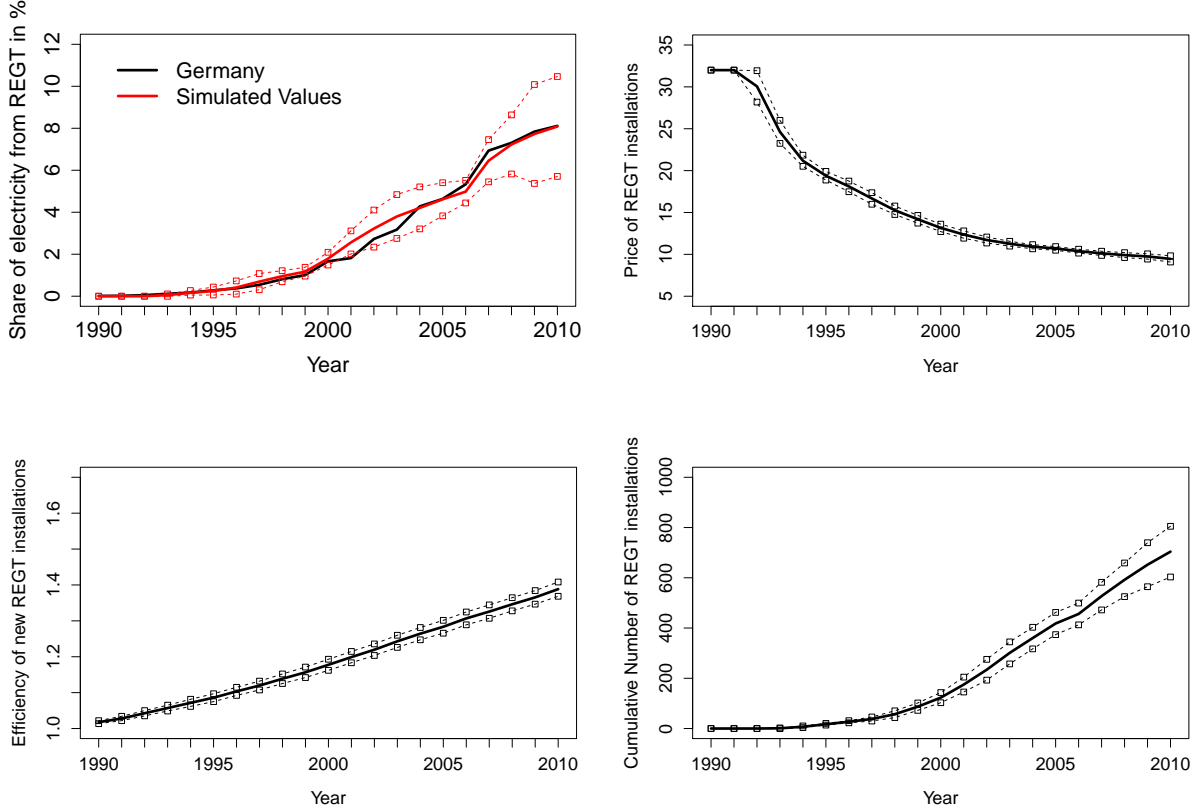 Share of electricity from REGT in %
12
10
8
6
4
2
0
Germany
Simulated Values
1990 1995 2000 2005 2010
Year
Price of REGT installations
35
30
25
20
15
10
5
1990 1995 2000 2005 2010
Year
Efficiency of new REGT installations
1.6
1.4
1.2
1.0
1990 1995 2000 2005 2010
Year
Cumulative Number of REGT installations
1000
800
600
400
200
0
1990 1995 2000 2005 2010
Year